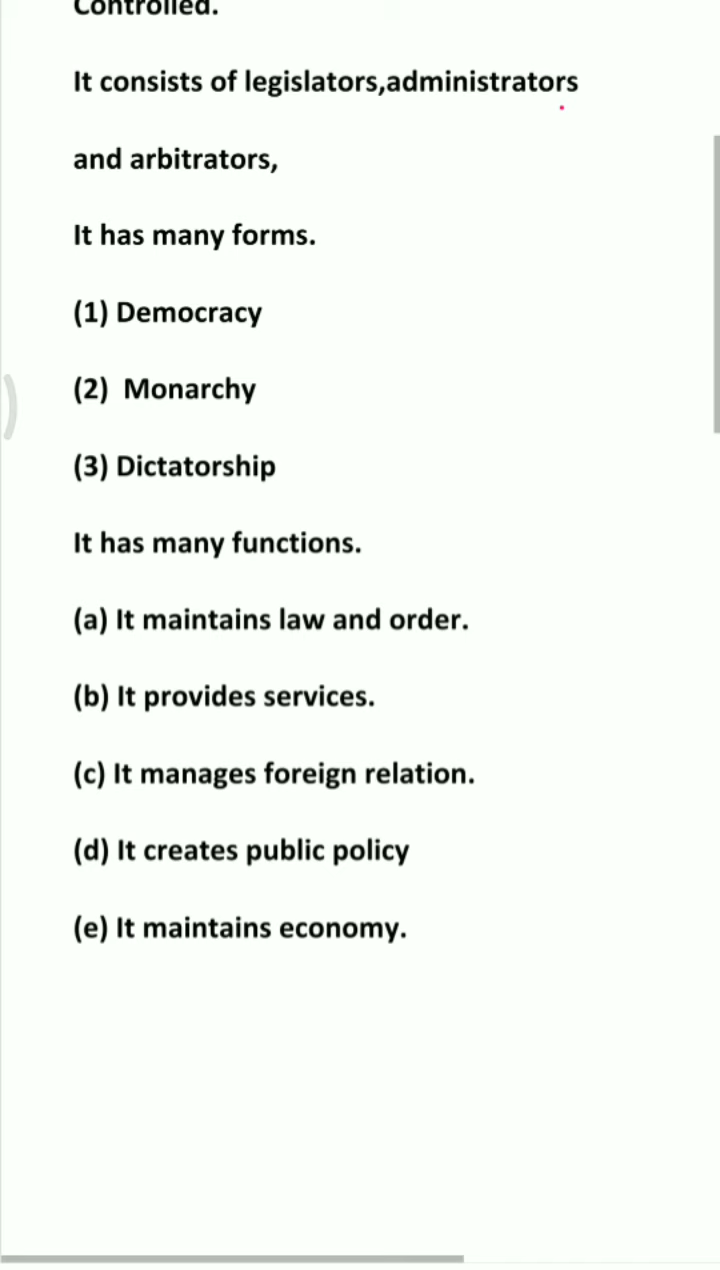 Controlled.
It consists of legislators,administrators
and arbitrators,
It has many forms.
(1) Democracy
(2)  Monarchy
(3) Dictatorship
It has many functions.
(a) It maintains law and order.
(b) It provides services.
(c) It manages foreign relation.
(d) It creates public policy
(e) It maintains economy.